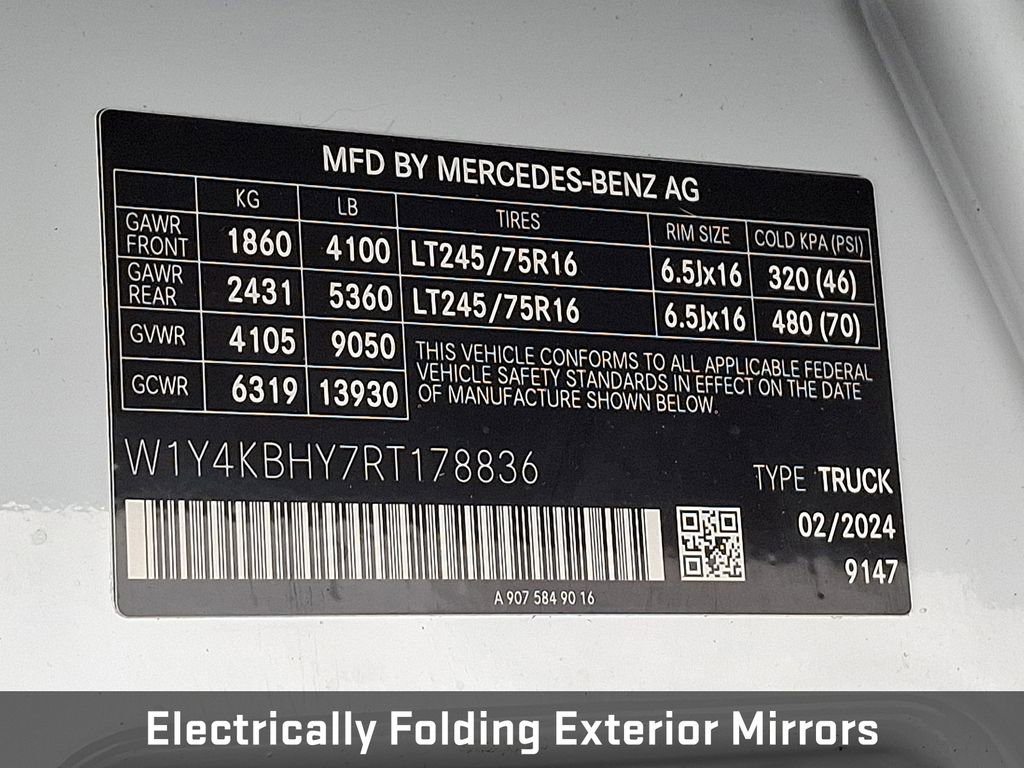 MFD BY MERCEDES-BENZ AG
KG LB TIRES RIM SIZE COLD KPA (PSI)
GAWR FRONT 1860 4100 LT245/75R16 6.5Jx16 320 (46)
GAWR REAR 2431 5360 LT245/75R16 6.5Jx16 480 (70)
GVWR 4105 9050
GCWR 6319 13930
THIS VEHICLE CONFORMS TO ALL APPLICABLE FEDERAL
VEHICLE SAFETY STANDARDS IN EFFECT ON THE DATE
OF MANUFACTURE SHOWN BELOW.
W1Y4KBHY7RT178836
TYPE TRUCK
02/2024
9147
A 907 584 90 16
Electrically Folding Exterior Mirrors